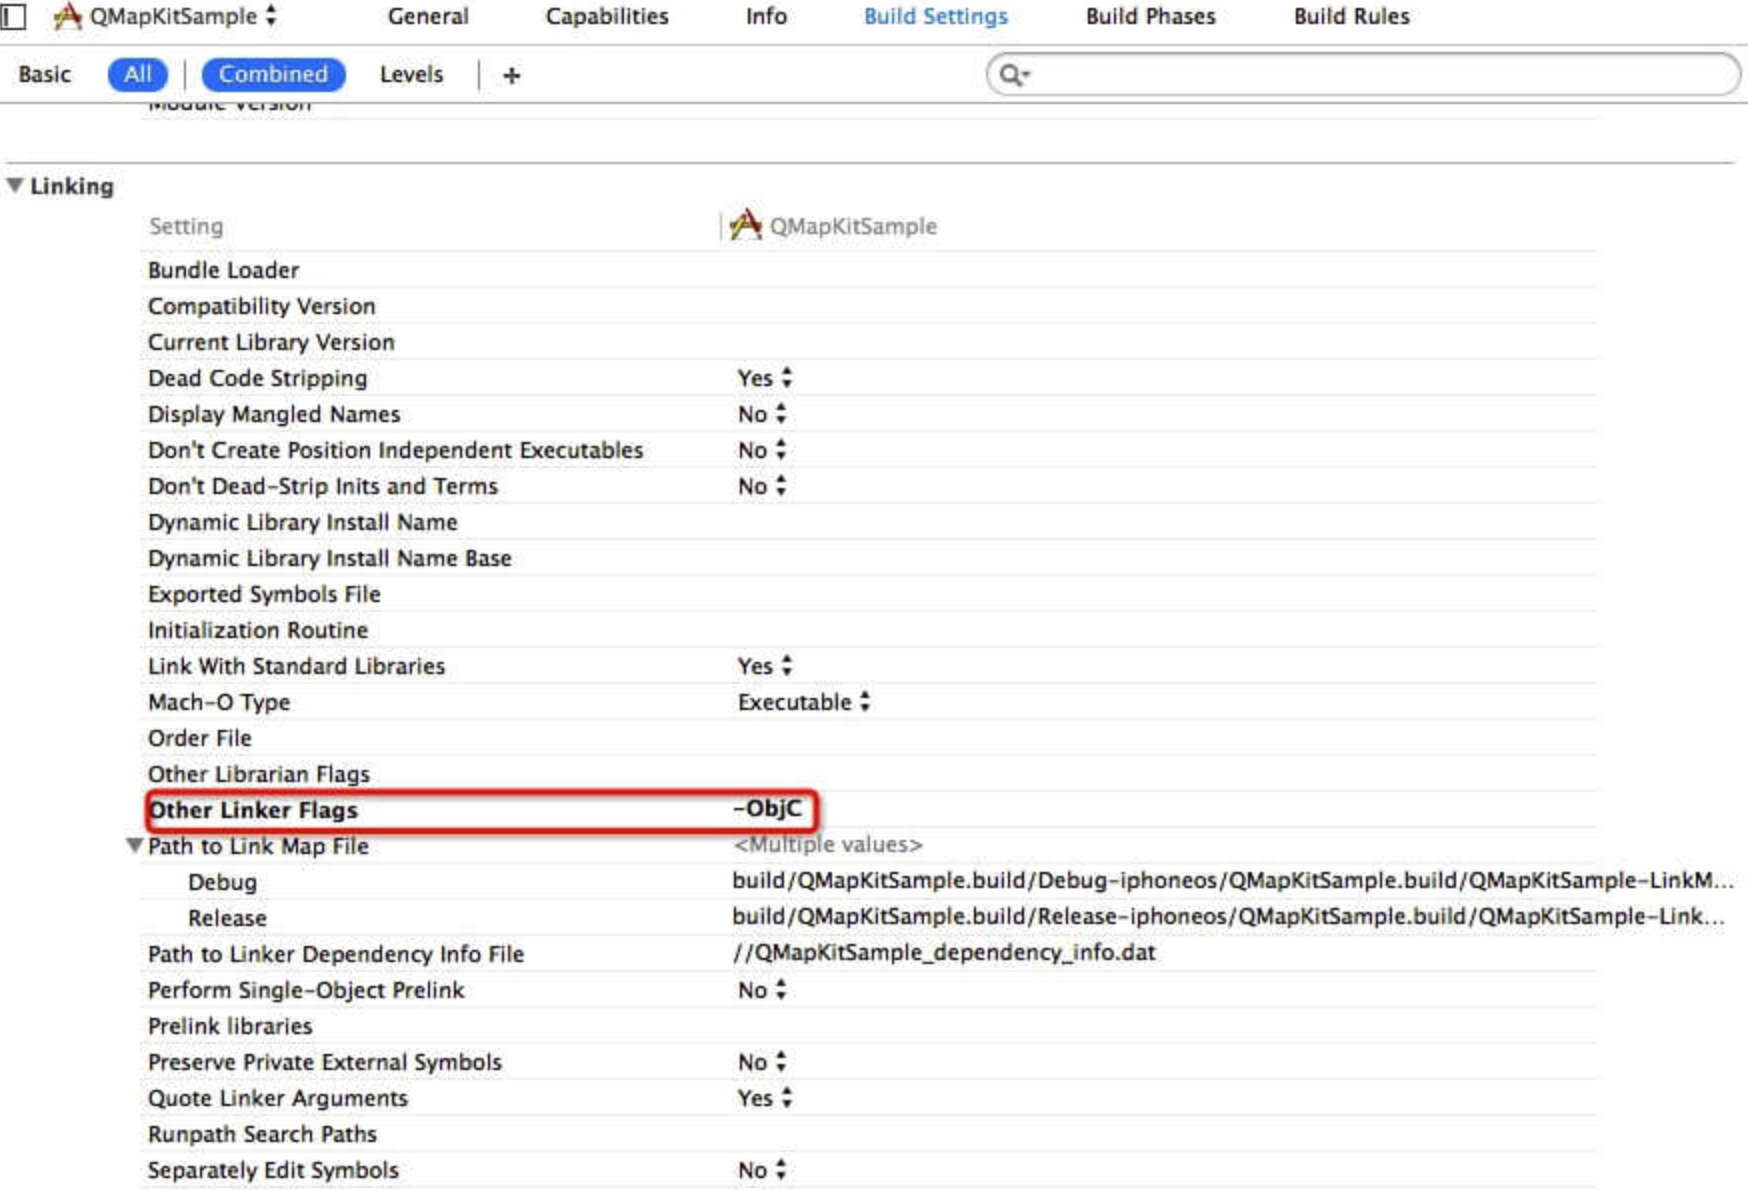 QMapKitSample General Capabilities Info Build Settings Build Phases Build Rules
Basic All Combined Levels +
Module Version
Linking
Setting QMapKitSample
Bundle Loader
Compatibility Version
Current Library Version
Dead Code Stripping Yes
Display Mangled Names No
Don't Create Position Independent Executables No
Don't Dead-Strip Inits and Terms No
Dynamic Library Install Name
Dynamic Library Install Name Base
Exported Symbols File
Initialization Routine
Link With Standard Libraries Yes
Mach-O Type Executable
Order File
Other Librarian Flags
Other Linker Flags -ObjC
Path to Link Map File <Multiple values>
Debug build/QMapKitSample.build/Debug-iphoneos/QMapKitSample.build/QMapKitSample-LinkM...
Release build/QMapKitSample.build/Release-iphoneos/QMapKitSample.build/QMapKitSample-Link...
Path to Linker Dependency Info File //QMapKitSample_dependency_info.dat
Perform Single-Object Prelink No
Prelink libraries
Preserve Private External Symbols No
Quote Linker Arguments Yes
Runpath Search Paths
Separately Edit Symbols No